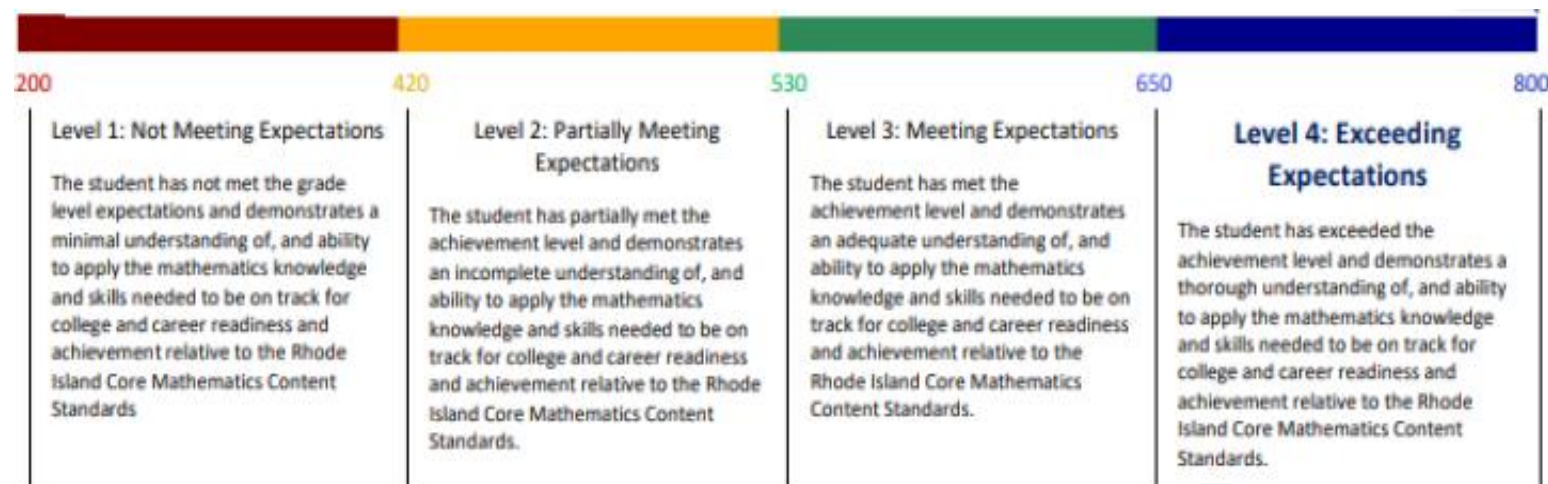 200
420
530
650
800
Level 1: Not Meeting Expectations
The student has not met the grade
level expectations and demonstrates a
minimal understanding of, and ability
to apply the mathematics knowledge
and skills needed to be on track for
college and career readiness and
achievement relative to the Rhode
Island Core Mathematics Content
Standards
Level 2: Partially Meeting
Expectations
The student has partially met the
achievement level and demonstrates
an incomplete understanding of, and
ability to apply the mathematics
knowledge and skills needed to be on
track for college and career readiness
and achievement relative to the Rhode
Island Core Mathematics Content
Standards.
Level 3: Meeting Expectations
The student has met the
achievement level and demonstrates
an adequate understanding of, and
ability to apply the mathematics
knowledge and skills needed to be on
track for college and career readiness
and achievement relative to the
Rhode Island Core Mathematics
Content Standards.
Level 4: Exceeding
Expectations
The student has exceeded the
achievement level and demonstrates a
thorough understanding of, and ability
to apply the mathematics knowledge
and skills needed to be on track for
college and career readiness and
achievement relative to the Rhode
Island Core Mathematics Content
Standards.